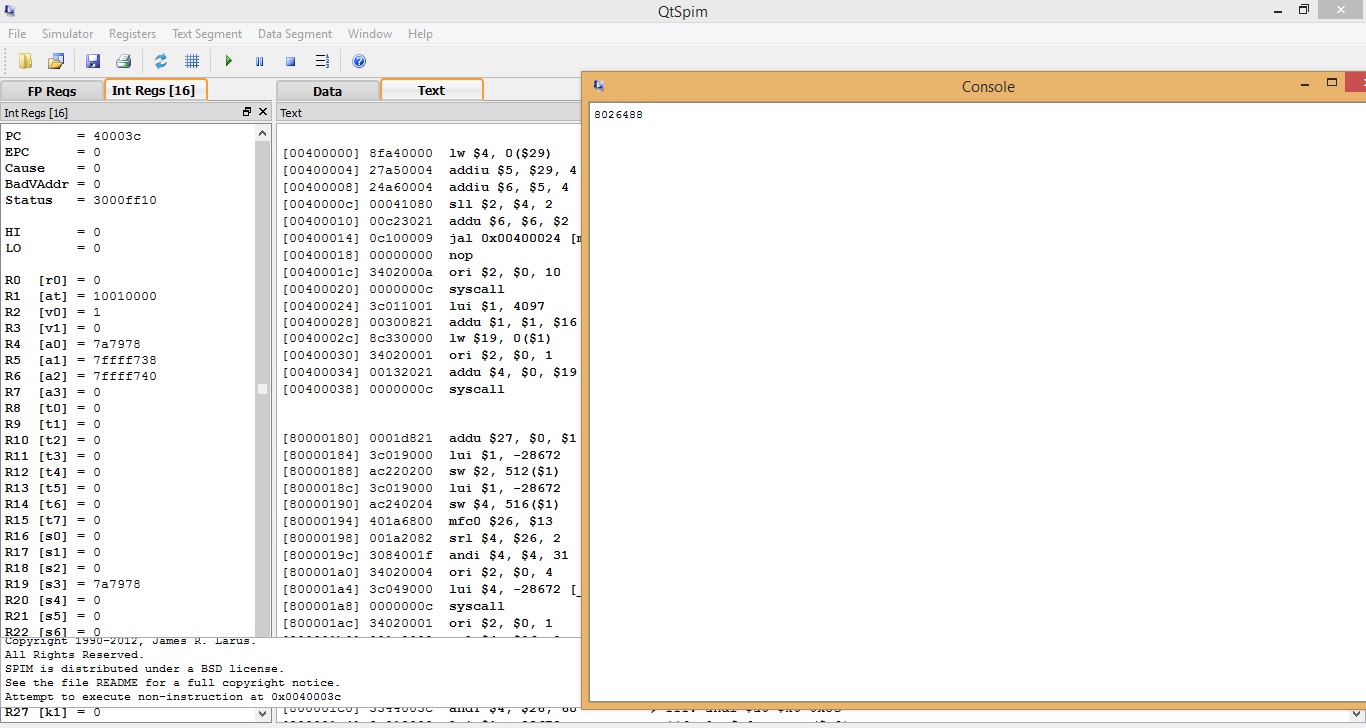 QtSpim
File Simulator Registers Text Segment Data Segment Window Help
FP Regs Int Regs [16]
Int Regs [16]
PC = 40003c
EPC = 0
Cause = 0
BadVAddr = 0
Status = 3000ff10
HI = 0
LO = 0
R0 [r0] = 0
R1 [at] = 10010000
R2 [v0] = 1
R3 [v1] = 0
R4 [a0] = 7a7978
R5 [a1] = 7ffff738
R6 [a2] = 7ffff740
R7 [a3] = 0
R8 [t0] = 0
R9 [t1] = 0
R10 [t2] = 0
R11 [t3] = 0
R12 [t4] = 0
R13 [t5] = 0
R14 [t6] = 0
R15 [t7] = 0
R16 [s0] = 0
R17 [s1] = 0
R18 [s2] = 0
R19 [s3] = 7a7978
R20 [s4] = 0
R21 [s5] = 0
R22 [s6] = 0
Data Text
Text
[00400000] 8fa40000 lw $4, 0($29)
[00400004] 27a50004 addiu $5, $29, 4
[00400008] 24a60004 addiu $6, $5, 4
[0040000c] 00041080 sll $2, $4, 2
[00400010] 00c23021 addu $6, $6, $2
[00400014] 0c100009 jal 0x00400024 [m
[00400018] 00000000 nop
[0040001c] 3402000a ori $2, $0, 10
[00400020] 0000000c syscall
[00400024] 3c011001 lui $1, 4097
[00400028] 00300821 addu $1, $1, $16
[0040002c] 8c330000 lw $19, 0($1)
[00400030] 34020001 ori $2, $0, 1
[00400034] 00132021 addu $4, $0, $19
[00400038] 0000000c syscall
[80000180] 0001d821 addu $27, $0, $1
[80000184] 3c019000 lui $1, -28672
[80000188] ac220200 sw $2, 512($1)
[8000018c] 3c019000 lui $1, -28672
[80000190] ac240204 sw $4, 516($1)
[80000194] 401a6800 mfc0 $26, $13
[80000198] 001a2082 srl $4, $26, 2
[8000019c] 3084001f andi $4, $4, 31
[800001a0] 34020004 ori $2, $0, 4
[800001a4] 3c049000 lui $4, -28672 [_
[800001a8] 0000000c syscall
[800001ac] 34020001 ori $2, $0, 1
Console
8026488
Copyright 1990-2012, James R. Larus.
All Rights Reserved.
SPIM is distributed under a BSD license.
See the file README for a full copyright notice.
Attempt to execute non-instruction at 0x0040003c
R27 [k1] = 0